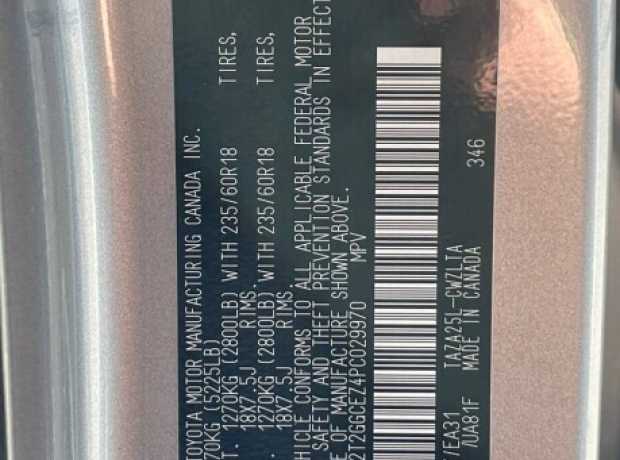 TOYOTA MOTOR MANUFACTURING CANADA INC.
70KG (5225LB)
T. 1270KG (2800LB) WITH 235/60R18 TIRES,
18X7.5J RIMS.
1270KG (2800LB) WITH 235/60R18 TIRES,
18X7.5J RIMS.
HICLE CONFORMS TO ALL APPLICABLE FEDERAL MOTOR
SAFETY AND THEFT PREVENTION STANDARDS IN EFFECT
E OF MANUFACTURE SHOWN ABOVE.
2T2GGCEZ4PC029970 MPV
/EA31 TAZA25L-CWZLTA
/UA81F MADE IN CANADA 346